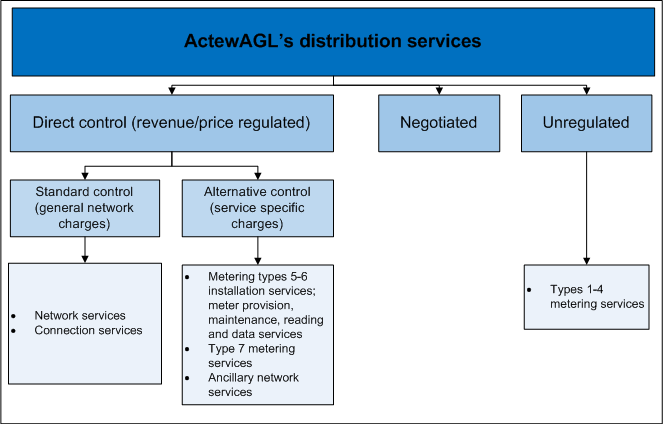 ActewAGL's distribution services
Direct control (revenue/price regulated)
Negotiated
Unregulated
Standard control
(general network
charges)
Alternative control
(service specific
charges)
• Network services
• Connection services
• Metering types 5-6
installation services;
meter provision,
maintenance, reading
and data services
• Type 7 metering
services
• Ancillary network
services
• Types 1-4
metering services